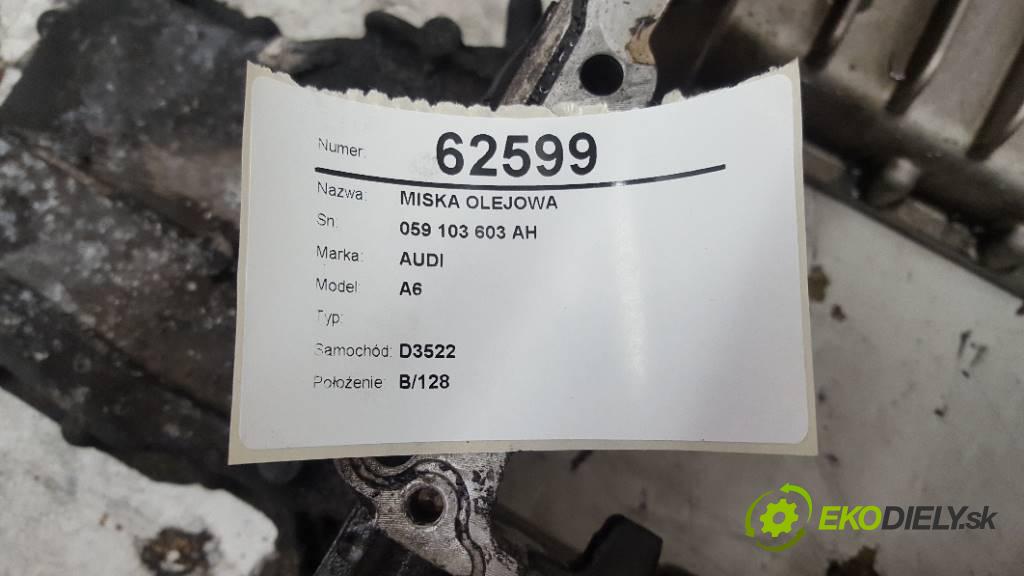 Numer: 62599
Nazwa: MISKA OLEJOWA
Sn: 059 103 603 AH
Marka: AUDI
Model: A6
Typ:
Samochód: D3522
Położenie: B/128
EKODIELY.sk